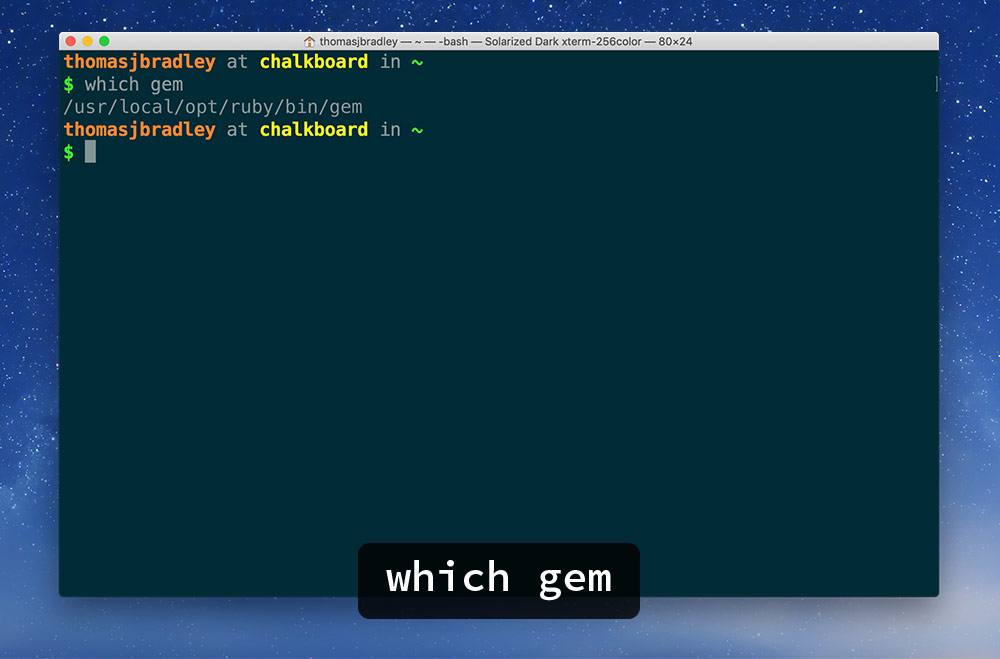 thomasjbradley — ~ — -bash — Solarized Dark xterm-256color — 80×24
thomasjbradley at chalkboard in ~
$ which gem
/usr/local/opt/ruby/bin/gem
thomasjbradley at chalkboard in ~
$
which gem